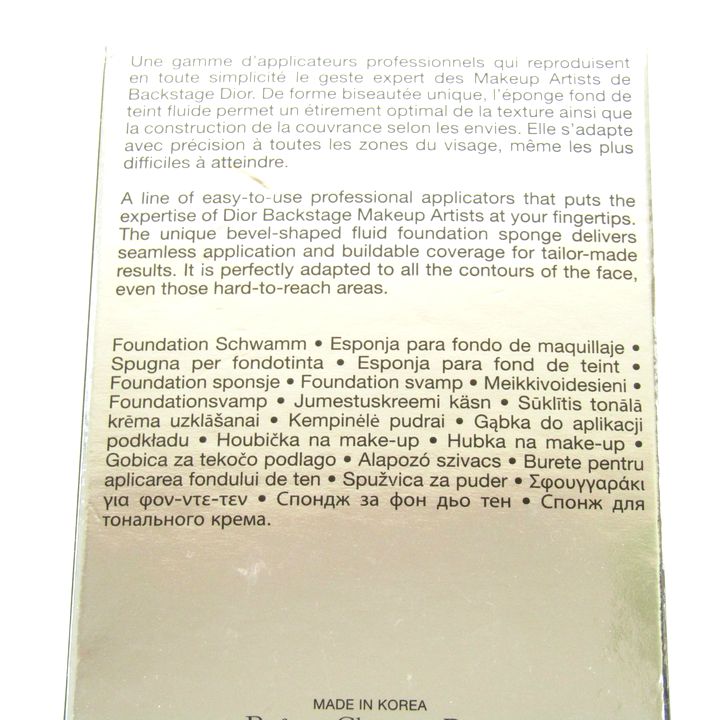 Une gamme d'applicateurs professionnels qui reproduisent
en toute simplicité le geste expert des Makeup Artists de
Backstage Dior. De forme biseautée unique, l'éponge fond de
teint fluide permet un étirement optimal de la texture ainsi que
la construction de la couvrance selon les envies. Elle s'adapte
avec précision à toutes les zones du visage, même les plus
difficiles à atteindre.
A line of easy-to-use professional applicators that puts the
expertise of Dior Backstage Makeup Artists at your fingertips.
The unique bevel-shaped fluid foundation sponge delivers
seamless application and buildable coverage for tailor-made
results. It is perfectly adapted to all the contours of the face,
even those hard-to-reach areas.
Foundation Schwamm • Esponja para fondo de maquillaje •
Spugna per fondotinta • Esponja para fond de teint •
Foundation sponsje • Foundation svamp • Meikkivoidesieni •
Foundationsvamp • Jumestuskreemi käsn • Sūklītis tonālā
krēma uzklāšanai • Kempinėlė pudrai • Gąbka do aplikacji
podkładu • Houbička na make-up • Hubka na make-up •
Gobica za tekočo podlago • Alapozó szivacs • Burete pentru
aplicarea fondului de ten • Spužvica za puder • Σφουγγαράκι
για φον-ντε-τεν • Спондж за фон дьо тен • Спонж для
тонального крема.
MADE IN KOREA